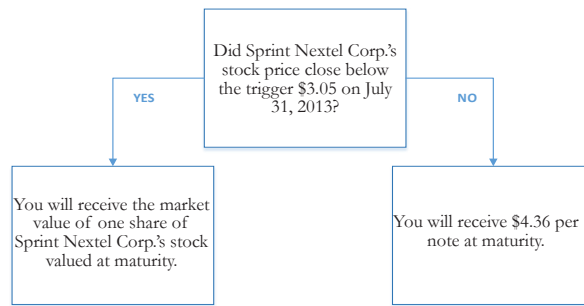 Did Sprint Nextel Corp.'s
stock price close below
the trigger $3.05 on July
31, 2013?
YES
NO
You will receive the market
value of one share of
Sprint Nextel Corp.'s stock
valued at maturity.
You will receive $4.36 per
note at maturity.